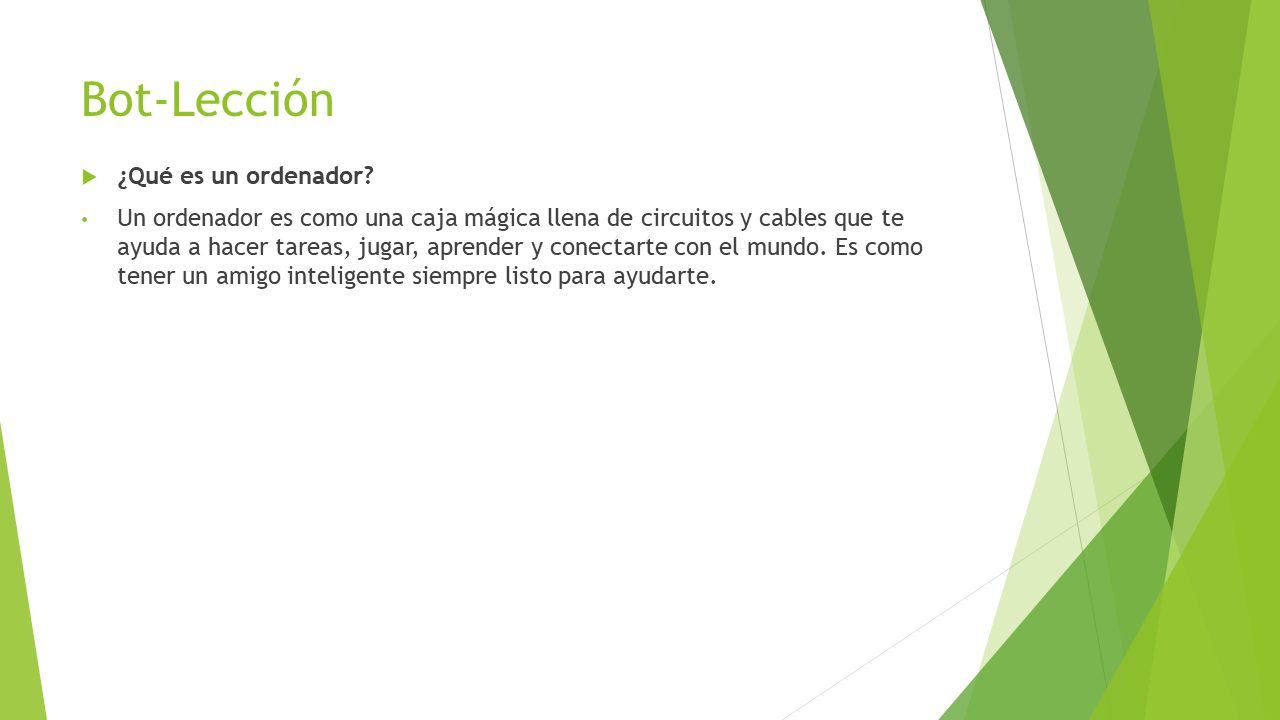 Bot-Lección
¿Qué es un ordenador?
Un ordenador es como una caja mágica llena de circuitos y cables que te
ayuda a hacer tareas, jugar, aprender y conectarte con el mundo. Es como
tener un amigo inteligente siempre listo para ayudarte.